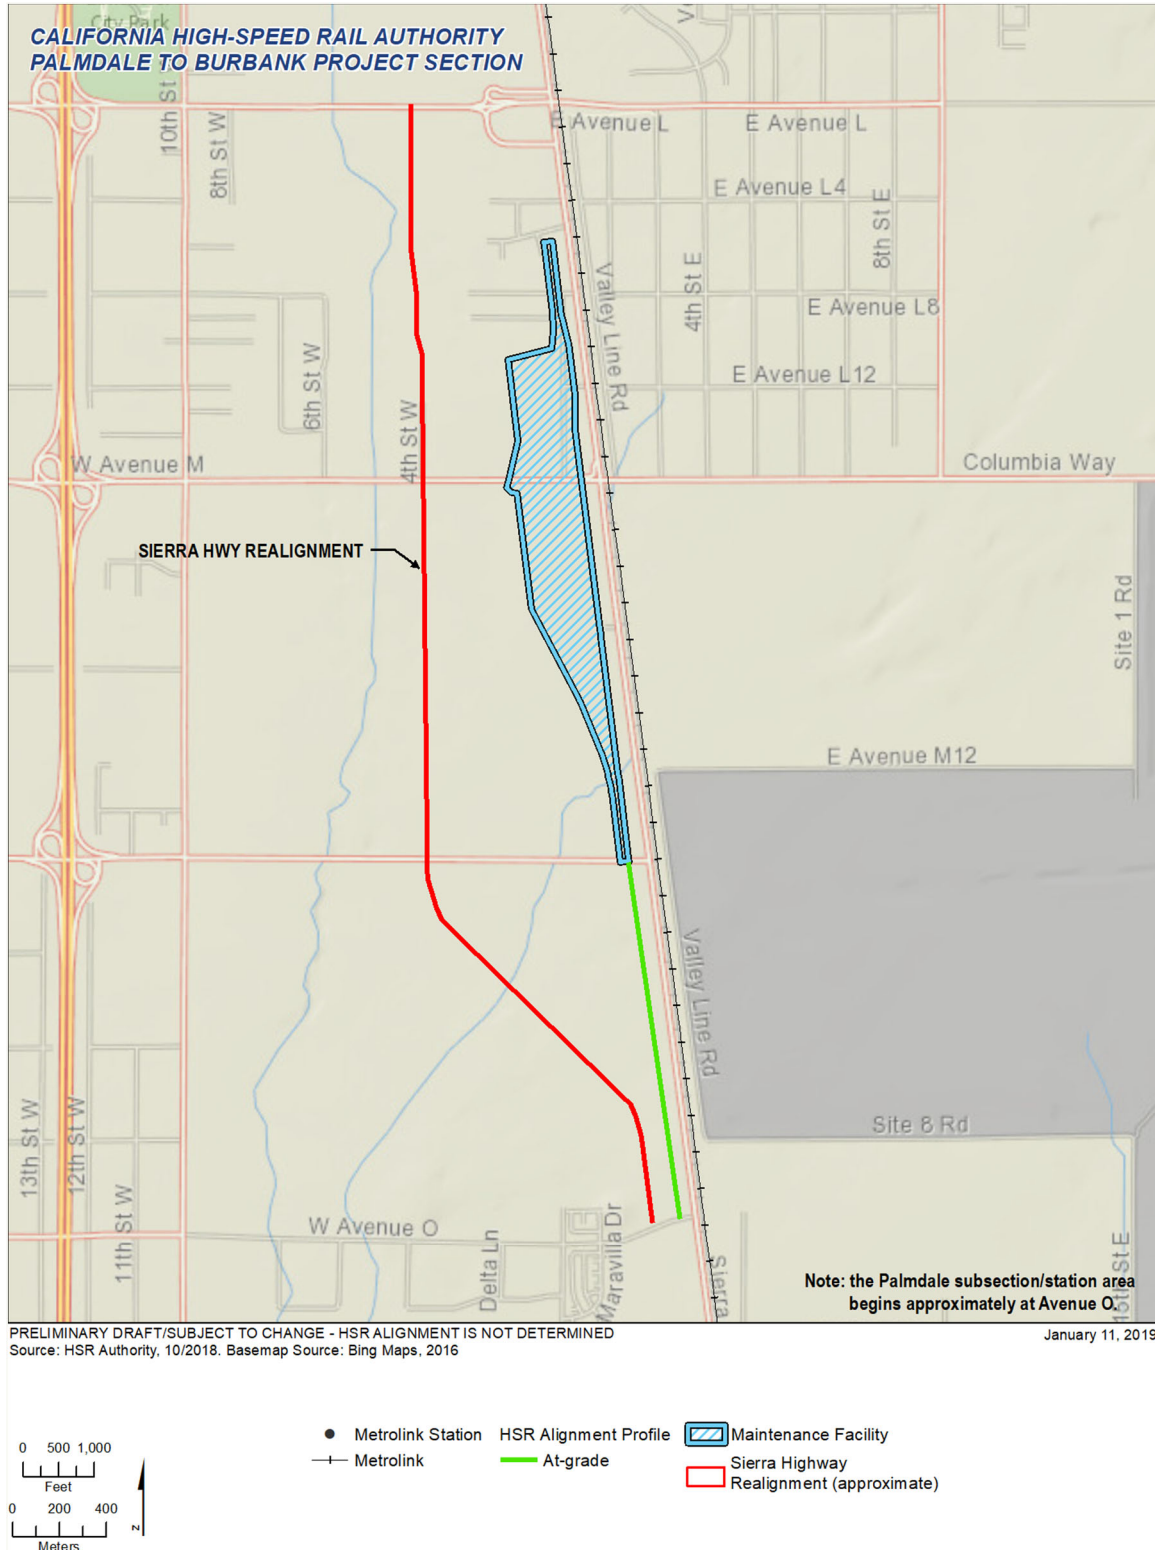 City Park
CALIFORNIA HIGH-SPEED RAIL AUTHORITY
PALMDALE TO BURBANK PROJECT SECTION
10th St W
8th St W
E Avenue L
E Avenue L
E Avenue L4
8th St E
4th St E
Valley Line Rd
E Avenue L8
6th St W
E Avenue L12
4th St W
W Avenue M
Columbia Way
SIERRA HWY REALIGNMENT
Site 1 Rd
E Avenue M12
Valley Line Rd
13th St W
12th St W
Site 8 Rd
11th St W
W Avenue O
Delta Ln
Maravilla Dr
Sierra
15th St E
Note: the Palmdale subsection/station area
begins approximately at Avenue O.
PRELIMINARY DRAFT/SUBJECT TO CHANGE - HSR ALIGNMENT IS NOT DETERMINED
January 11, 2019
Source: HSR Authority, 10/2018. Basemap Source: Bing Maps, 2016
Metrolink Station
HSR Alignment Profile
Maintenance Facility
Metrolink
At-grade
Sierra Highway
Realignment (approximate)
0 500 1,000
Feet
0 200 400
Meters
N